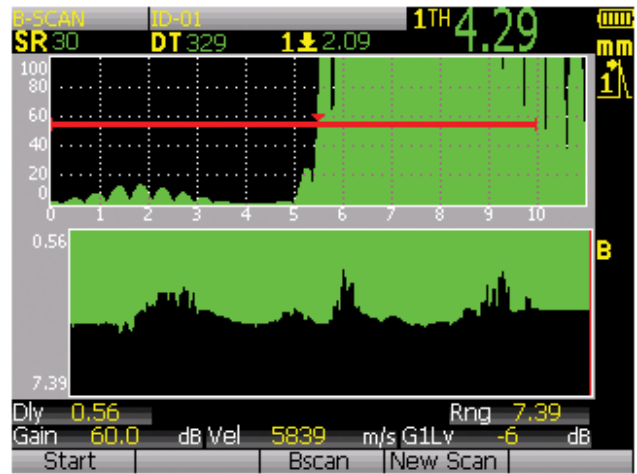 B-SCAN ID-01 1TH 4.29
SR 30 DT 329 1 2.09 mm
1
100
80
60
40
20
0
0 1 2 3 4 5 6 7 8 9 10
0.56
B
7.39
Dly 0.56 Rng 7.39
Gain 60.0 dB Vel 5839 m/s G1Lv -6 dB
Start Bscan New Scan